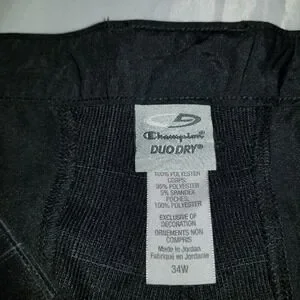 Champion
DUO DRY®
100% POLYESTER
CORPS:
95% POLYESTER
5% SPANDEX
POCHES:
100% POLYESTER
EXCLUSIVE OF
DECORATION
ORNEMENTS NON
COMPRIS
Made in Jordan
Fabriqué en Jordanie
34W